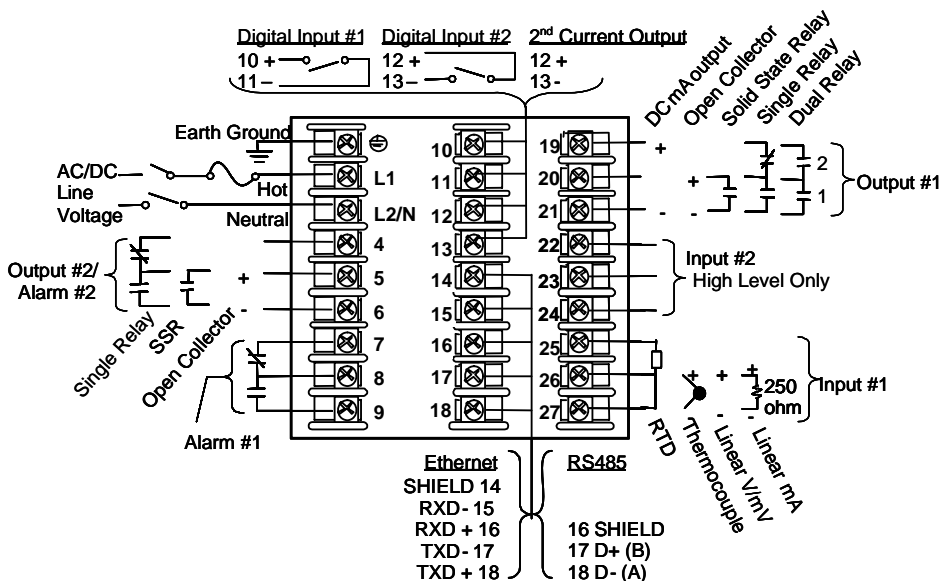 Digital Input #1
10 +
11 –
Digital Input #2
12 +
13 –
2nd Current Output
12 +
13 -
DC mA output
Open Collector
Solid State Relay
Single Relay
Dual Relay
Earth Ground
AC/DC
Line
Voltage
Hot
Neutral
L1
L2/N
4
5
6
7
8
9
10
11
12
13
14
15
16
17
18
19
20
21
22
23
24
25
26
27
+
+
-
-
2
1
Output #1
Input #2
High Level Only
Output #2/
Alarm #2
+
-
Single Relay
SSR
Open Collector
Alarm #1
+
+
-
-
250
ohm
Input #1
RTD
Thermocouple
Linear V/mV
Linear mA
Ethernet
SHIELD 14
RXD - 15
RXD + 16
TXD - 17
TXD + 18
RS485
16 SHIELD
17 D+ (B)
18 D- (A)